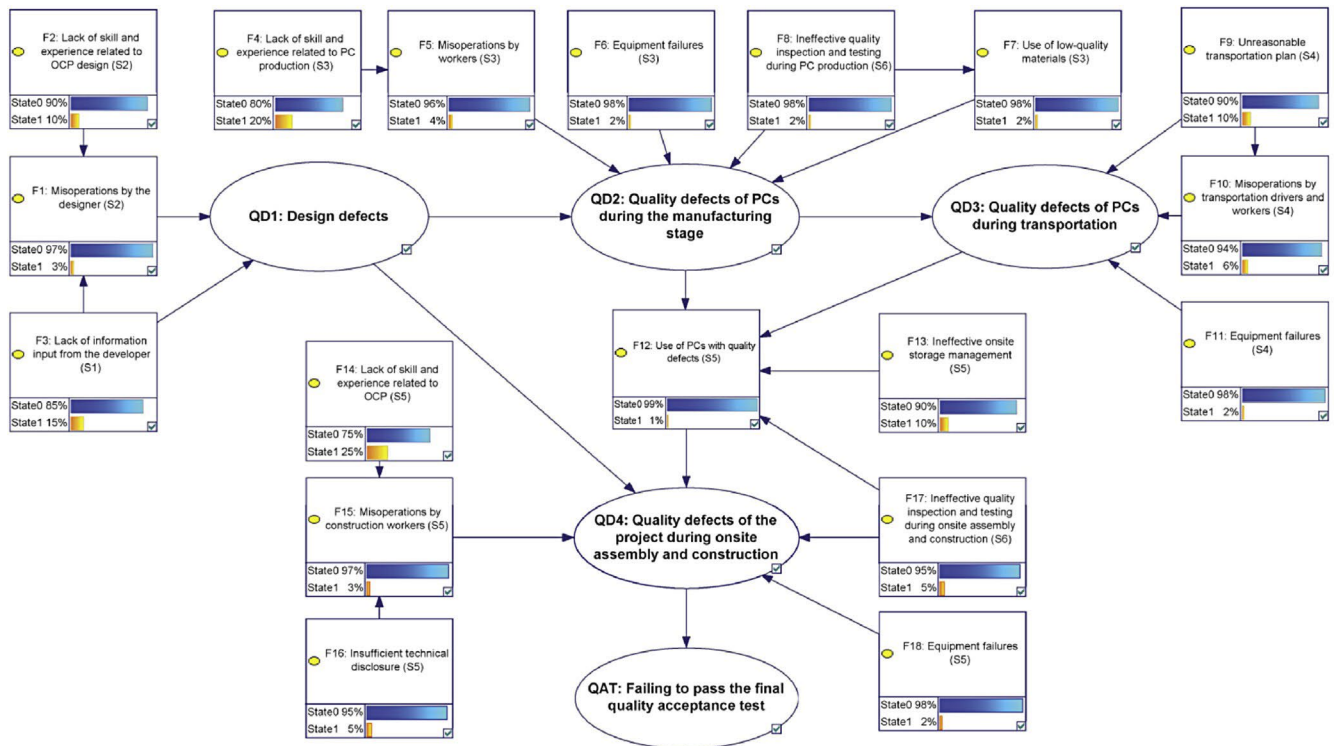 F2: Lack of skill and
experience related to
OCP design (S2)
State0 90%
State1 10%
F4: Lack of skill and
experience related to PC
production (S3)
State0 80%
State1 20%
F5: Misoperations by
workers (S3)
State0 96%
State1 4%
F6: Equipment failures
(S3)
State0 98%
State1 2%
F8: Ineffective quality
inspection and testing
during PC production (S6)
State0 98%
State1 2%
F7: Use of low-quality
materials (S3)
State0 98%
State1 2%
F9: Unreasonable
transportation plan (S4)
State0 90%
State1 10%
F1: Misoperations by the
designer (S2)
State0 97%
State1 3%
QD1: Design defects
QD2: Quality defects of PCs
during the manufacturing
stage
QD3: Quality defects of PCs
during transportation
F10: Misoperations by
transportation drivers and
workers (S4)
State0 94%
State1 6%
F3: Lack of information
input from the developer
(S1)
State0 85%
State1 15%
F14: Lack of skill and
experience related to
OCP (S5)
State0 75%
State1 25%
F12: Use of PCs with quality
defects (S5)
State0 99%
State1 1%
F13: Ineffective onsite
storage management
(S5)
State0 90%
State1 10%
F11: Equipment failures
(S4)
State0 98%
State1 2%
F15: Misoperations by
construction workers (S5)
State0 97%
State1 3%
QD4: Quality defects of the
project during onsite
assembly and construction
F17: Ineffective quality
inspection and testing
during onsite assembly
and construction (S6)
State0 95%
State1 5%
F16: Insufficient technical
disclosure (S5)
State0 95%
State1 5%
QAT: Failing to pass the final
quality acceptance test
F18: Equipment failures
(S5)
State0 98%
State1 2%